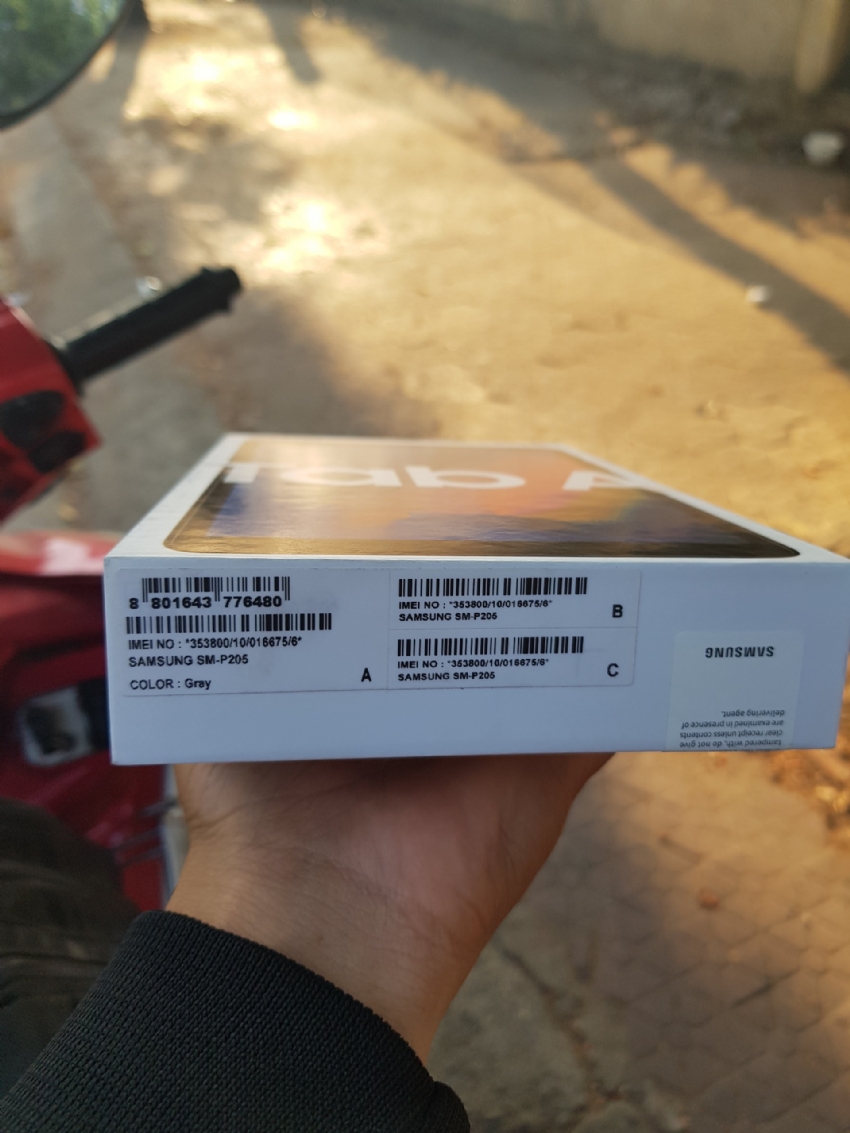 Tab A
8 801643 776480
IMEI NO : *353800/10/016675/6*
SAMSUNG SM-P205
COLOR : Gray
A
IMEI NO : *353800/10/016675/6*
SAMSUNG SM-P205
B
IMEI NO : *353800/10/016675/6*
SAMSUNG SM-P205
C
tampered with, do not give
clear receipt unless contents
are examined in presence of
delivering agent.
SAMSUNG